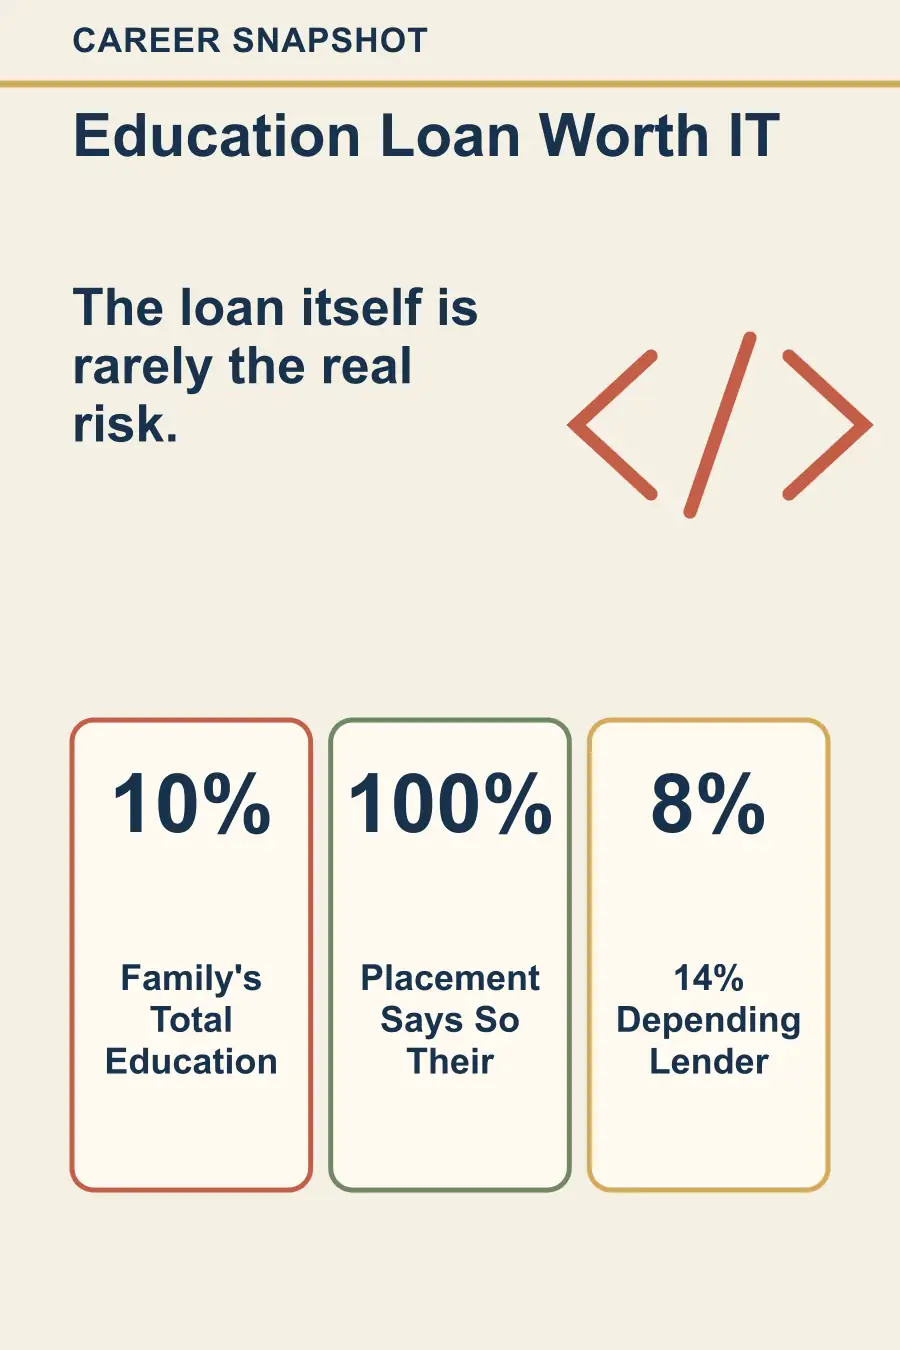 CAREER SNAPSHOT
Education Loan Worth IT
The loan itself is
rarely the real
risk.
10%
Family's
Total
Education
100%
Placement
Says So
Their
8%
14%
Depending
Lender